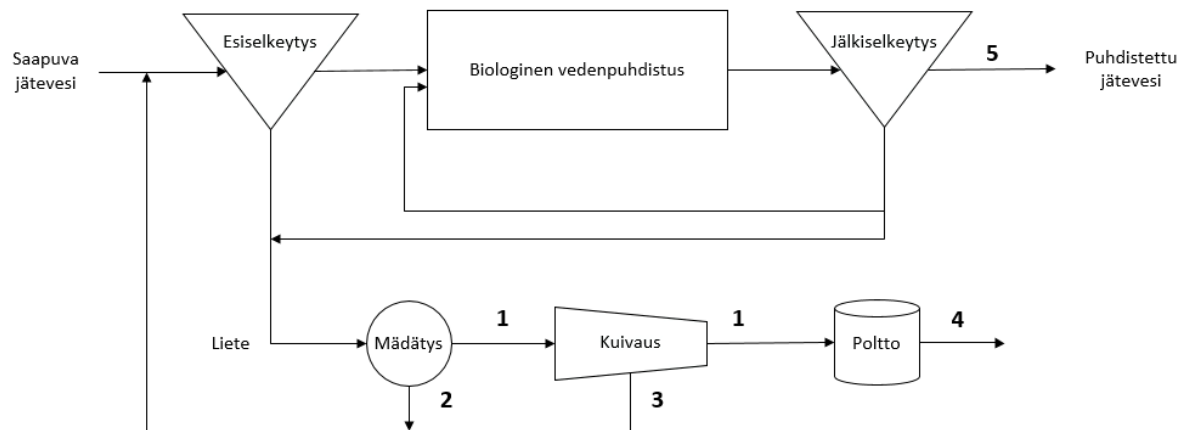 Esiselkeytys
Jälkiselkeytys
Saapuva
jätevesi
Biologinen vedenpuhdistus
5
Puhdistettu
jätevesi
Liete
Mädätys
1
Kuivaus
1
Poltto
4
2
3